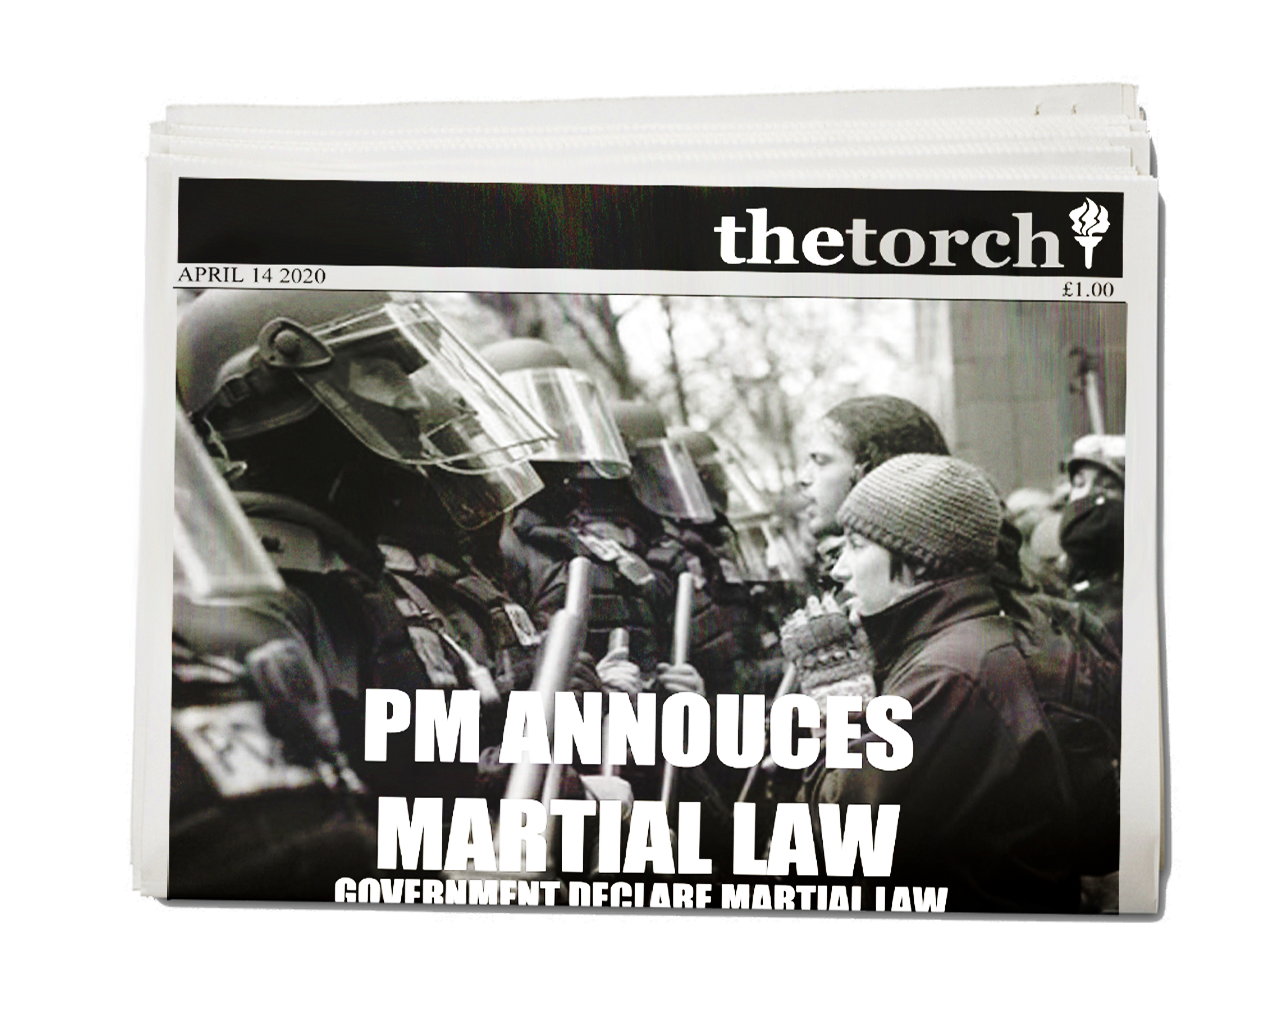 thetorch
APRIL 14 2020 £1.00
PM ANNOUCES
MARTIAL LAW
GOVERNMENT DECLARE MARTIAL LAW